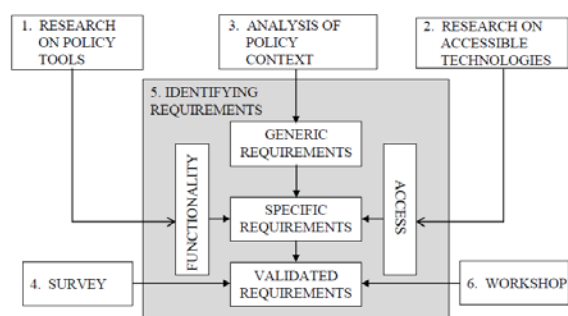 1. RESEARCH
ON POLICY
TOOLS
3. ANALYSIS OF
POLICY
CONTEXT
2. RESEARCH ON
ACCESSIBLE
TECHNOLOGIES
5. IDENTIFYING
REQUIREMENTS
GENERIC
REQUIREMENTS
FUNCTIONALITY
SPECIFIC
REQUIREMENTS
ACCESS
4. SURVEY
VALIDATED
REQUIREMENTS
6. WORKSHOP